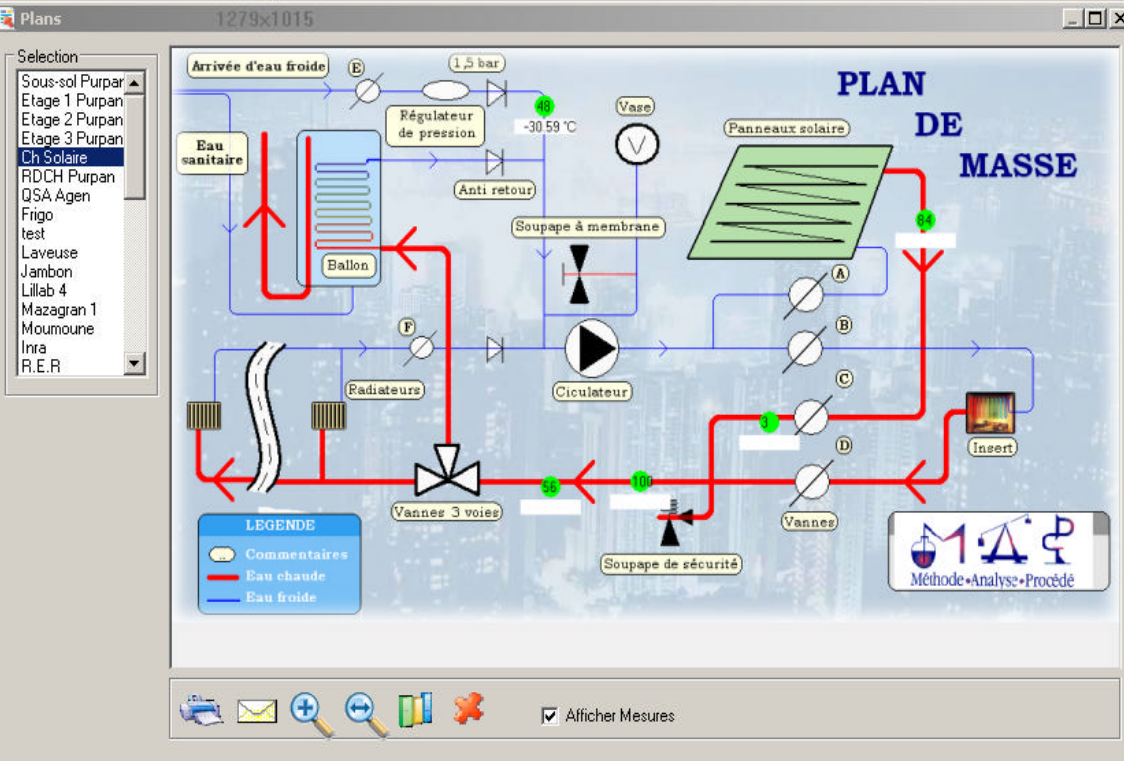 Plans
1279x1015
Selection
Sous-sol Purpan
Etage 1 Purpan
Etage 2 Purpan
Etage 3 Purpan
Ch Solaire
RDCH Purpan
QSA Agen
Frigo
test
Laveuse
Jambon
Lillab 4
Mazagran 1
Moumoune
Inra
R.E.R
PLAN
DE
MASSE
Arrivée d'eau froide
E
1,5 bar
48
-30.59 °C
Régulateur
de pression
Vase
V
Panneaux solaire
Eau
sanitaire
Anti retour
Soupape à membrane
84
Ballon
A
B
F
Radiateurs
Ciculateur
C
3
D
Insert
56
100
Vannes 3 voies
Vannes
Soupape de sécurité
LEGENDE
...
Commentaires
Eau chaude
Eau froide
MAP
Méthode•Analyse•Procédé
Afficher Mesures